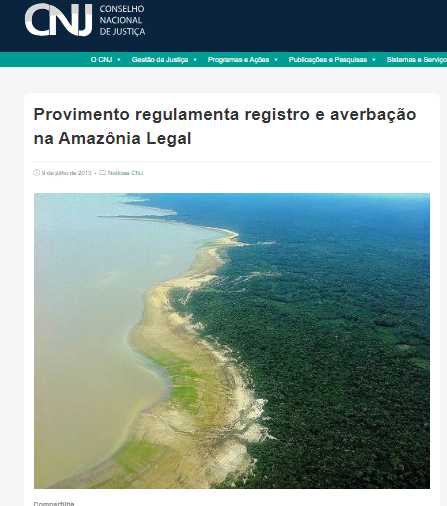 CNJ
CONSELHO
NACIONAL
DE JUSTIÇA
O CNJ Gestão da Justiça Programas e Ações Publicações e Pesquisas Sistemas e Serviço
Provimento regulamenta registro e averbação
na Amazônia Legal
9 de julho de 2013 - Notícias CNJ
Compartilhe